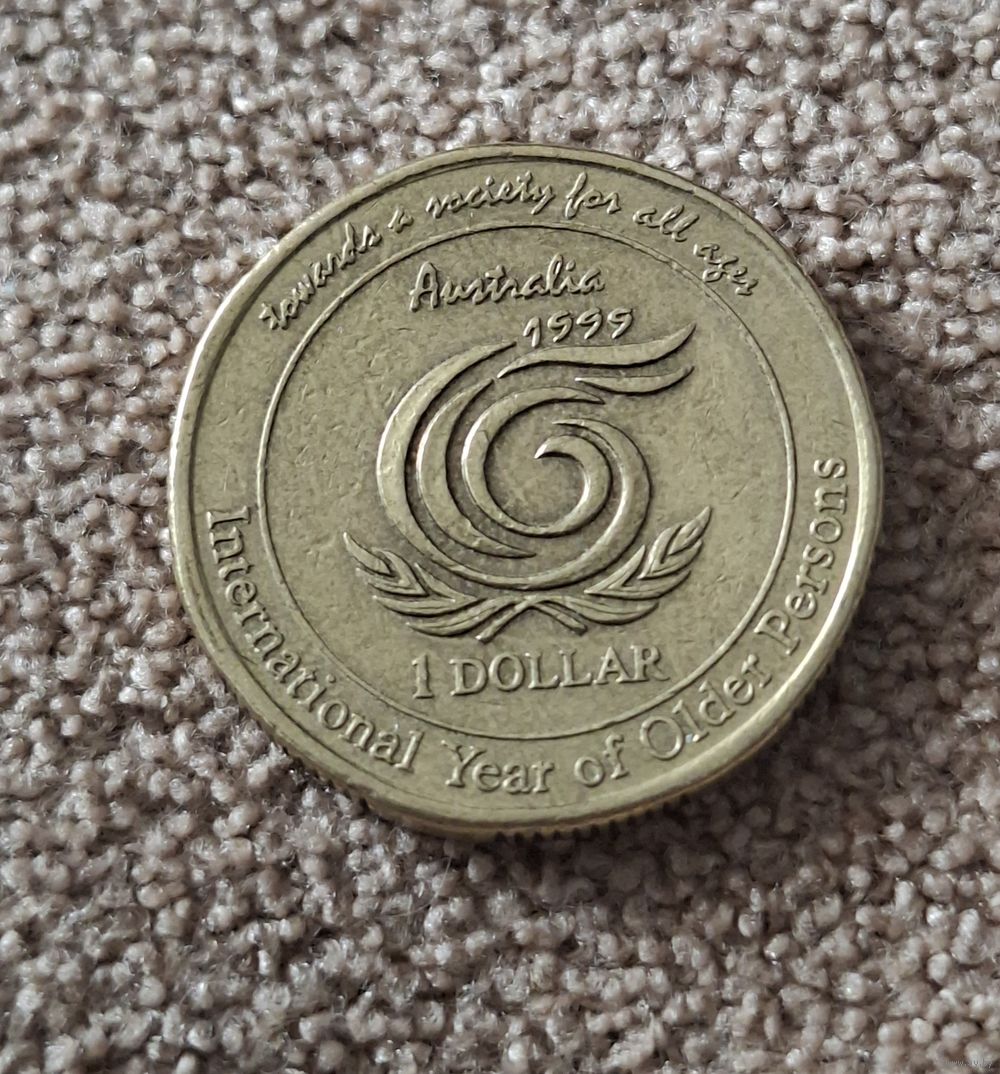 towards a society for all ages
Australia
1999
1 DOLLAR
International Year of Older Persons